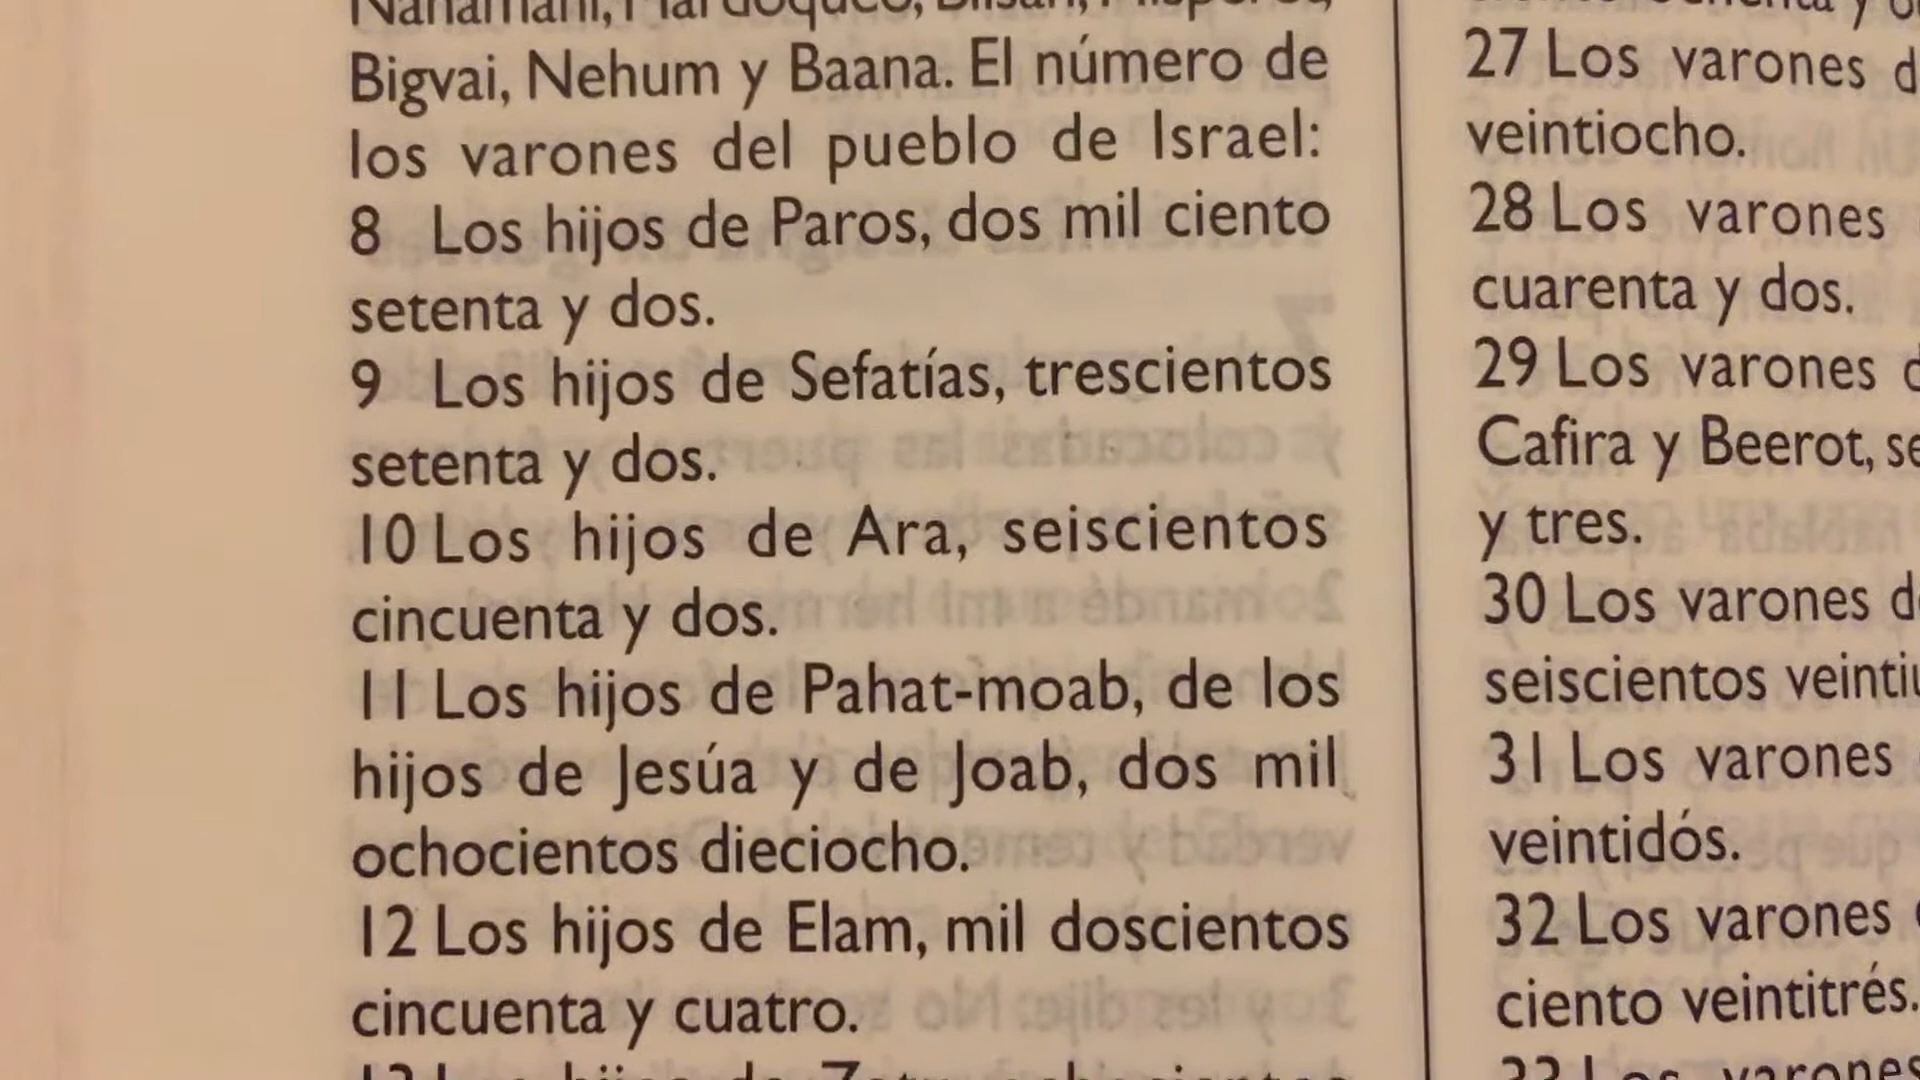 Bigvai, Nehum y Baana. El número de
los varones del pueblo de Israel:
8 Los hijos de Paros, dos mil ciento
setenta y dos.
9 Los hijos de Sefatías, trescientos
setenta y dos.
10 Los hijos de Ara, seiscientos
cincuenta y dos.
11 Los hijos de Pahat-moab, de los
hijos de Jesúa y de Joab, dos mil
ochocientos dieciocho.
12 Los hijos de Elam, mil doscientos
cincuenta y cuatro.
27 Los varones
veintiocho.
28 Los varones
cuarenta y dos.
29 Los varones
Cafira y Beerot,
y tres.
30 Los varones
seiscientos
31 Los varones
veintidós.
32 Los varones
ciento veintitrés.